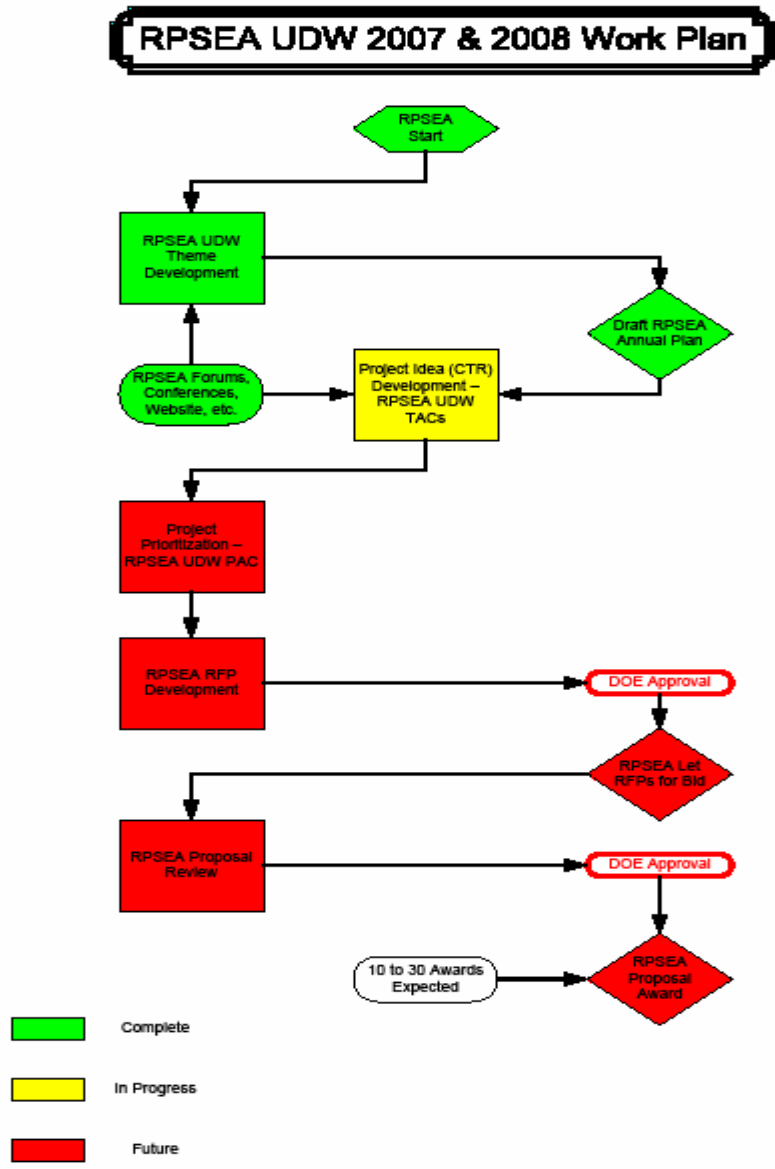 RPSEA UDW 2007 & 2008 Work Plan
RPSEA
Start
RPSEA UDW
Theme
Development
Draft RPSEA
Annual Plan
RPSEA Forums,
Conferences,
Website, etc.
Project Idea (CTR)
Development –
RPSEA UDW
TACs
Project
Prioritization –
RPSEA UDW PAC
RPSEA RFP
Development
DOE Approval
RPSEA Let
RFPs for Bid
RPSEA Proposal
Review
DOE Approval
10 to 30 Awards
Expected
RPSEA
Proposal
Award
Complete
In Progress
Future